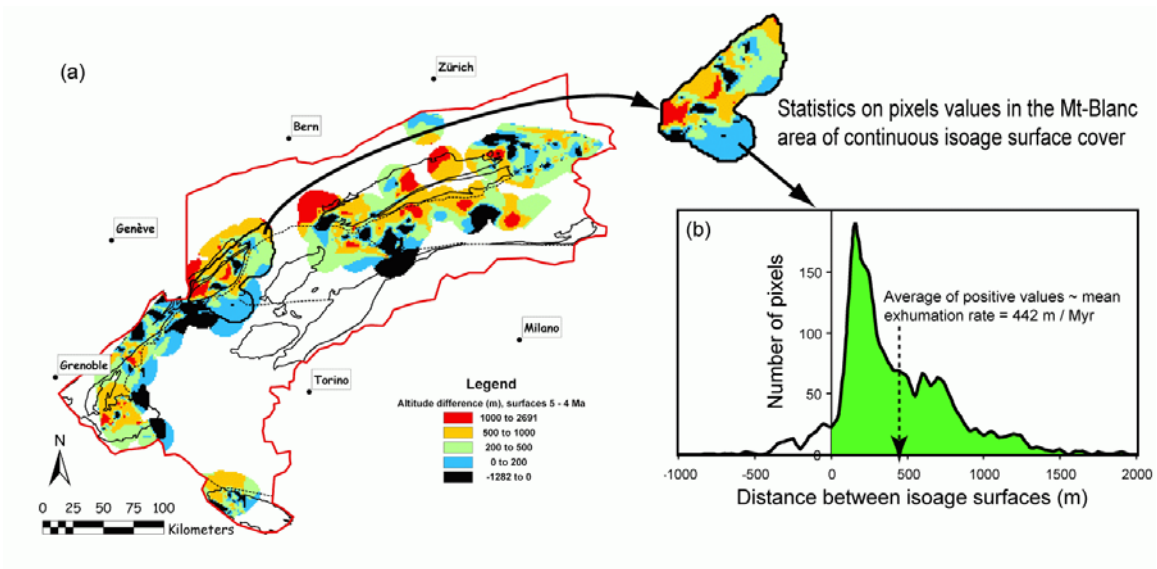 (a)
Zürich
Bern
Genève
Grenoble
Torino
Milano
N
0 25 50 75 100
Kilometers
Legend
Altitude difference (m), surfaces 5 - 4 Ma
1000 to 2691
500 to 1000
200 to 500
0 to 200
-1282 to 0
Statistics on pixels values in the Mt-Blanc
area of continuous isoage surface cover
(b)
Average of positive values ~ mean
exhumation rate = 442 m / Myr
Number of pixels
150
100
50
0
-1000 -500 0 500 1000 1500 2000
Distance between isoage surfaces (m)